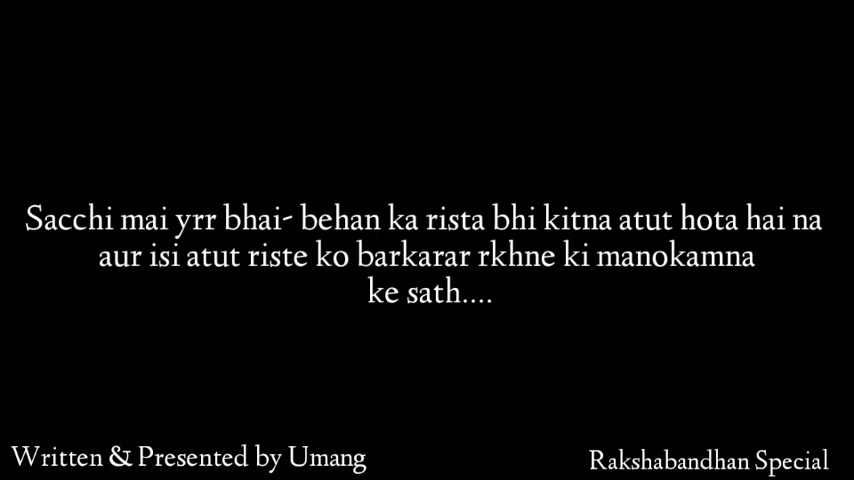 Sacchi mai yrr bhai- behan ka rista bhi kitna atut hota hai na
aur isi atut riste ko barkarar rkhne ki manokamna
ke sath....
Written & Presented by Umang
Rakshabandhan Special